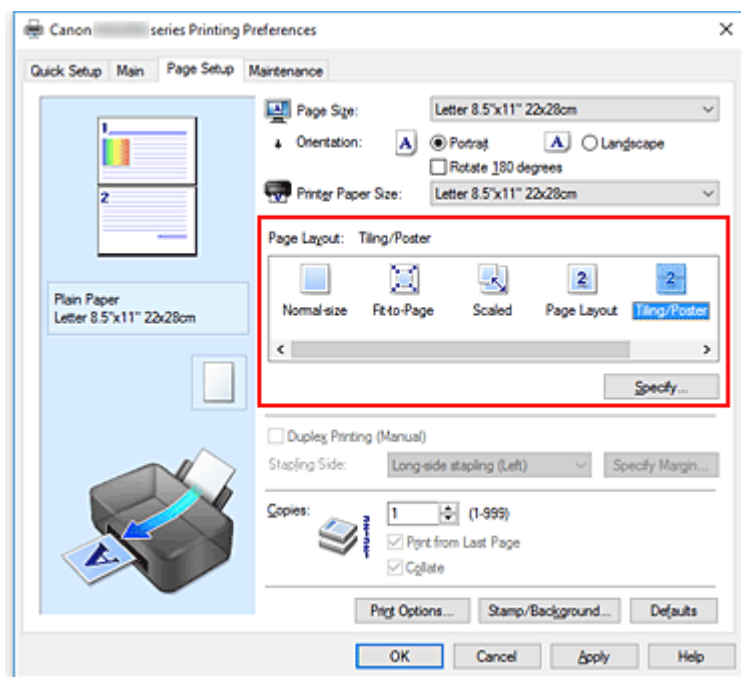 Canon series Printing Preferences
Quick Setup Main Page Setup Maintenance
1
2
Plain Paper
Letter 8.5"x11" 22x28cm
Page Size: Letter 8.5"x11" 22x28cm
Orientation: A Portrait A Landscape
Rotate 180 degrees
Printer Paper Size: Letter 8.5"x11" 22x28cm
Page Layout: Tiling/Poster
2 2
Normal-size Fit-to-Page Scaled Page Layout Tiling/Poster
Specify...
Duplex Printing (Manual)
Stapling Side: Long-side stapling (Left) Specify Margin...
Copies: 1 (1-999)
Print from Last Page
Collate
A
Print Options... Stamp/Background... Defaults
OK Cancel Apply Help